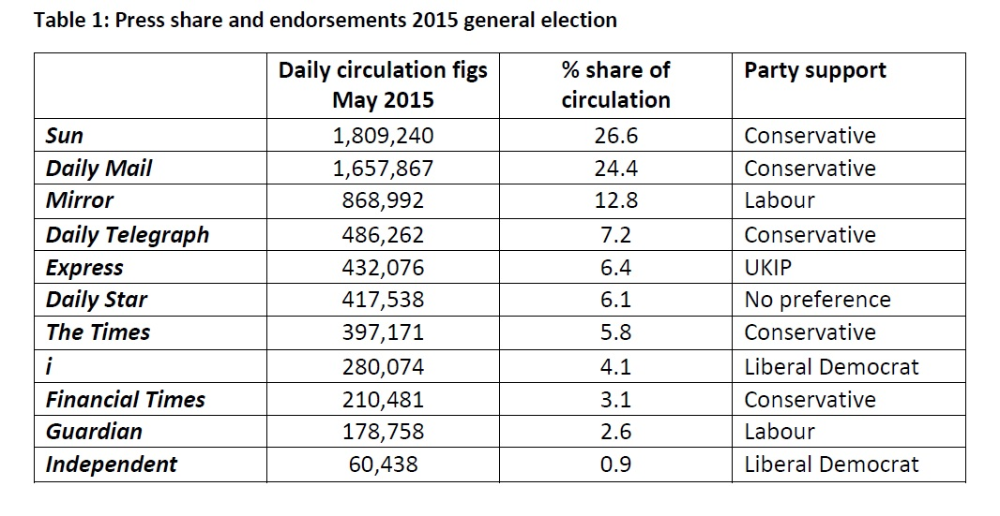 Table 1: Press share and endorsements 2015 general election
Daily circulation figs May 2015 % share of circulation Party support
Sun 1,809,240 26.6 Conservative
Daily Mail 1,657,867 24.4 Conservative
Mirror 868,992 12.8 Labour
Daily Telegraph 486,262 7.2 Conservative
Express 432,076 6.4 UKIP
Daily Star 417,538 6.1 No preference
The Times 397,171 5.8 Conservative
i 280,074 4.1 Liberal Democrat
Financial Times 210,481 3.1 Conservative
Guardian 178,758 2.6 Labour
Independent 60,438 0.9 Liberal Democrat